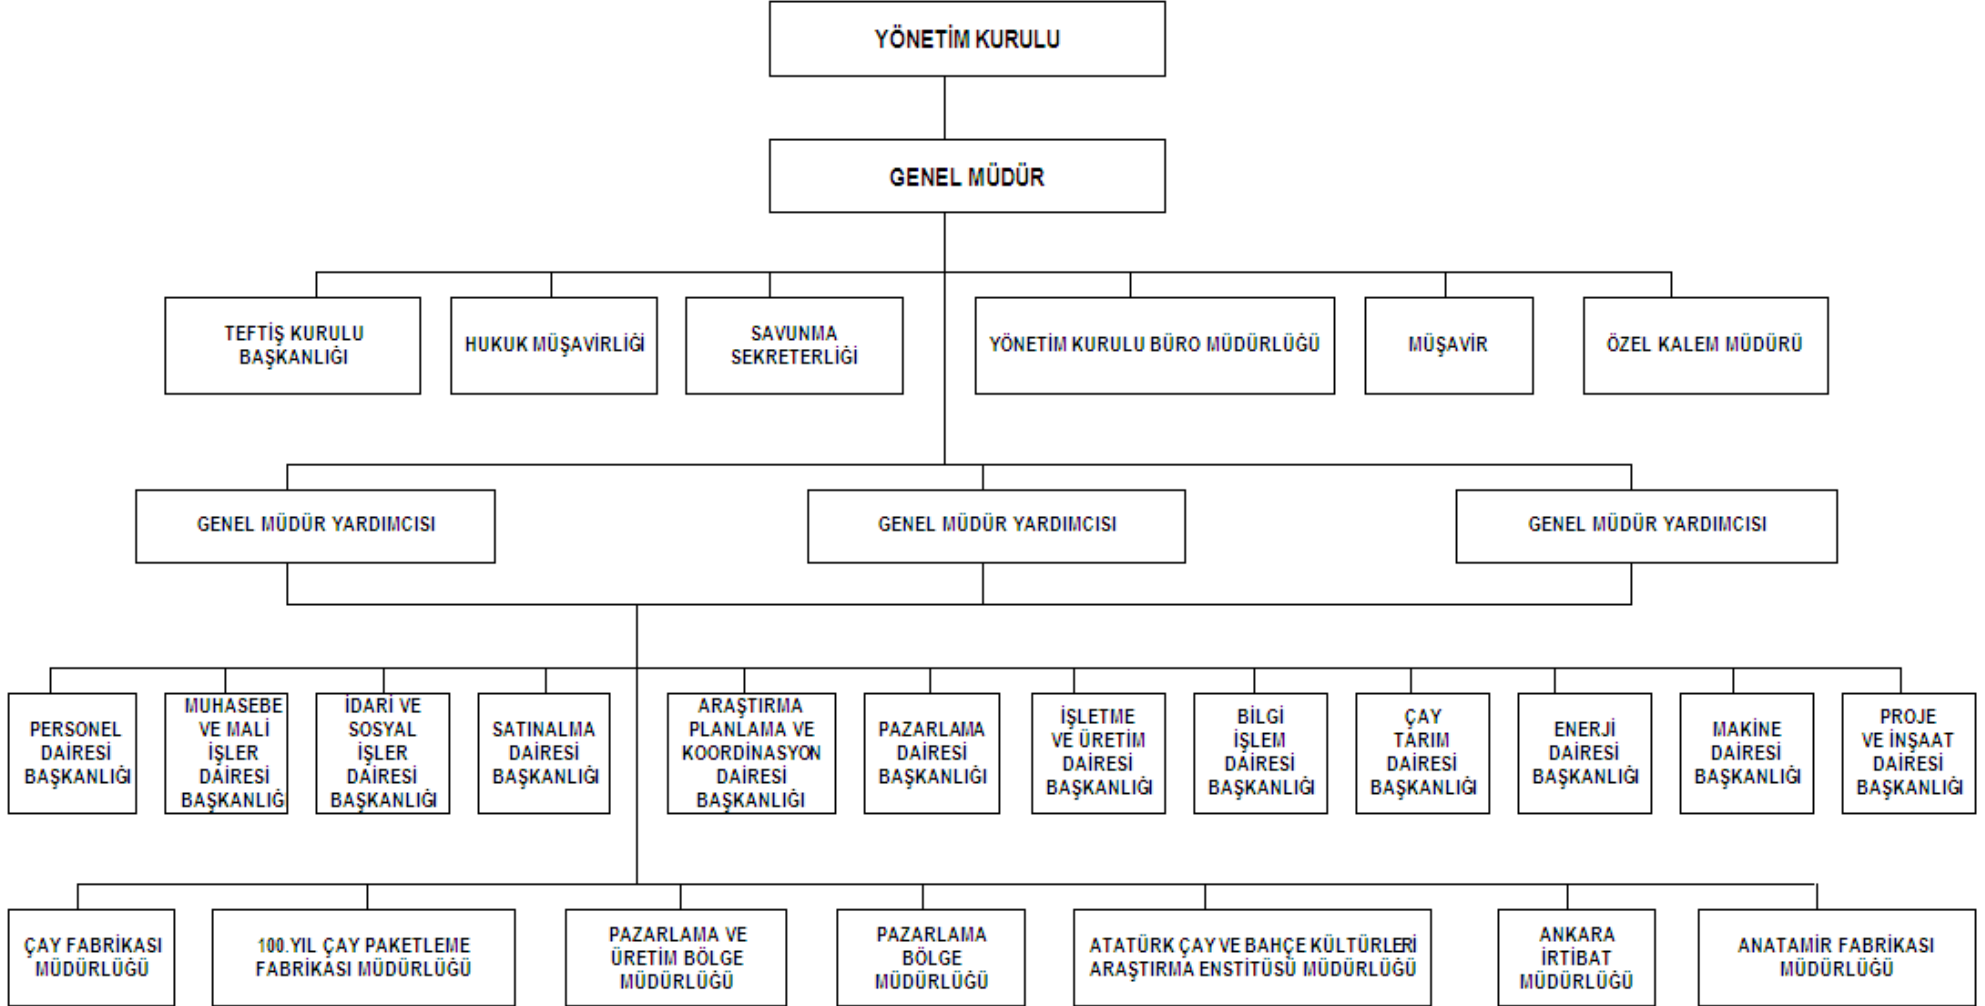 YÖNETİM KURULU
GENEL MÜDÜR
TEFTİŞ KURULU
BAŞKANLIĞI
HUKUK MÜŞAVİRLİĞİ
SAVUNMA
SEKRETERLİĞİ
YÖNETİM KURULU BÜRO MÜDÜRLÜĞÜ
MÜŞAVİR
ÖZEL KALEM MÜDÜRÜ
GENEL MÜDÜR YARDIMCISI
GENEL MÜDÜR YARDIMCISI
GENEL MÜDÜR YARDIMCISI
PERSONEL
DAİRESİ
BAŞKANLIĞI
MUHASEBE
VE MALİ
İŞLER
DAİRESİ
BAŞKANLIĞI
İDARİ VE
SOSYAL
İŞLER
DAİRESİ
BAŞKANLIĞI
SATINALMA
DAİRESİ
BAŞKANLIĞI
ARAŞTIRMA
PLANLAMA VE
KOORDİNASYON
DAİRESİ
BAŞKANLIĞI
PAZARLAMA
DAİRESİ
BAŞKANLIĞI
İŞLETME
VE ÜRETİM
DAİRESİ
BAŞKANLIĞI
BİLGİ
İŞLEM
DAİRESİ
BAŞKANLIĞI
ÇAY
TARIM
DAİRESİ
BAŞKANLIĞI
ENERJİ
DAİRESİ
BAŞKANLIĞI
MAKİNE
DAİRESİ
BAŞKANLIĞI
PROJE
VE İNŞAAT
DAİRESİ
BAŞKANLIĞI
ÇAY FABRİKASI
MÜDÜRLÜĞÜ
100.YIL ÇAY PAKETLEME
FABRİKASI MÜDÜRLÜĞÜ
PAZARLAMA VE
ÜRETİM BÖLGE
MÜDÜRLÜĞÜ
PAZARLAMA
BÖLGE
MÜDÜRLÜĞÜ
ATATÜRK ÇAY VE BAHÇE KÜLTÜRLERİ
ARAŞTIRMA ENSTİTÜSÜ MÜDÜRLÜĞÜ
ANKARA
İRTİBAT
MÜDÜRLÜĞÜ
ANATAMİR FABRİKASI
MÜDÜRLÜĞÜ